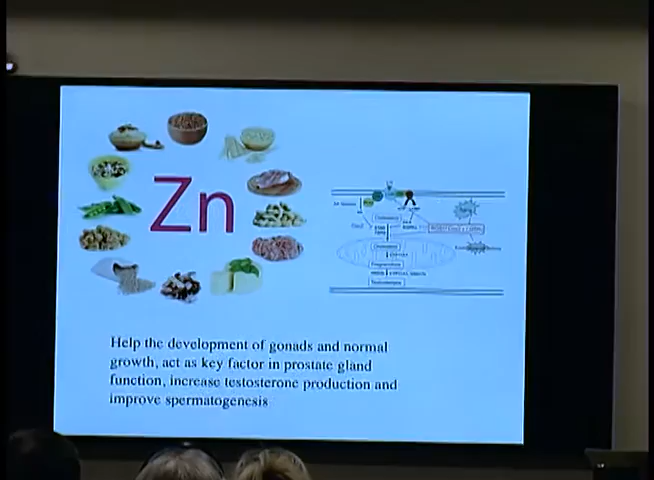 Zn
Help the development of gonads and normal
growth, act as key factor in prostate gland
function, increase testosterone production and
improve spermatogenesis